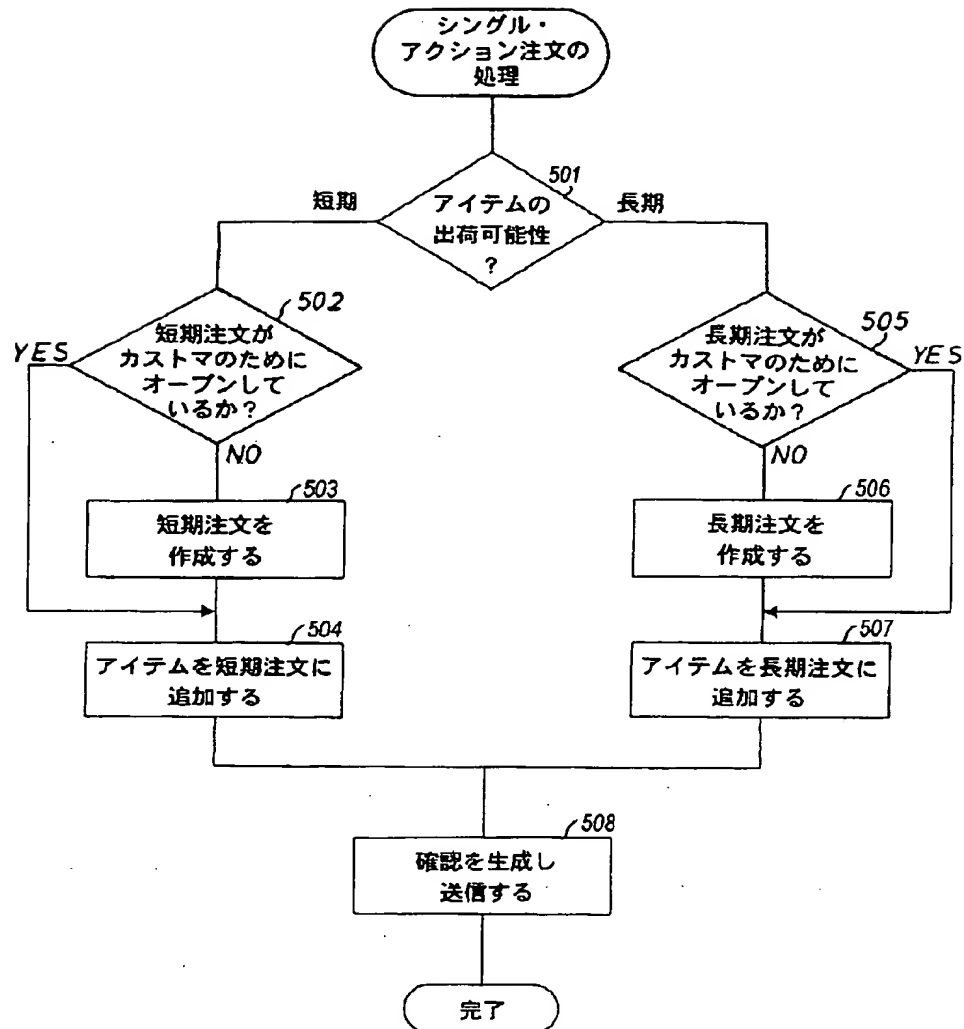 シングル・
アクション注文の
処理
501
短期
アイテムの
出荷可能性
?
長期
502
短期注文が
カストマのために
オープンして
いるか?
YES
NO
505
長期注文が
カストマのために
オープンして
いるか?
YES
NO
503
短期注文を
作成する
506
長期注文を
作成する
504
アイテムを短期注文に
追加する
507
アイテムを長期注文に
追加する
508
確認を生成し
送信する
完了